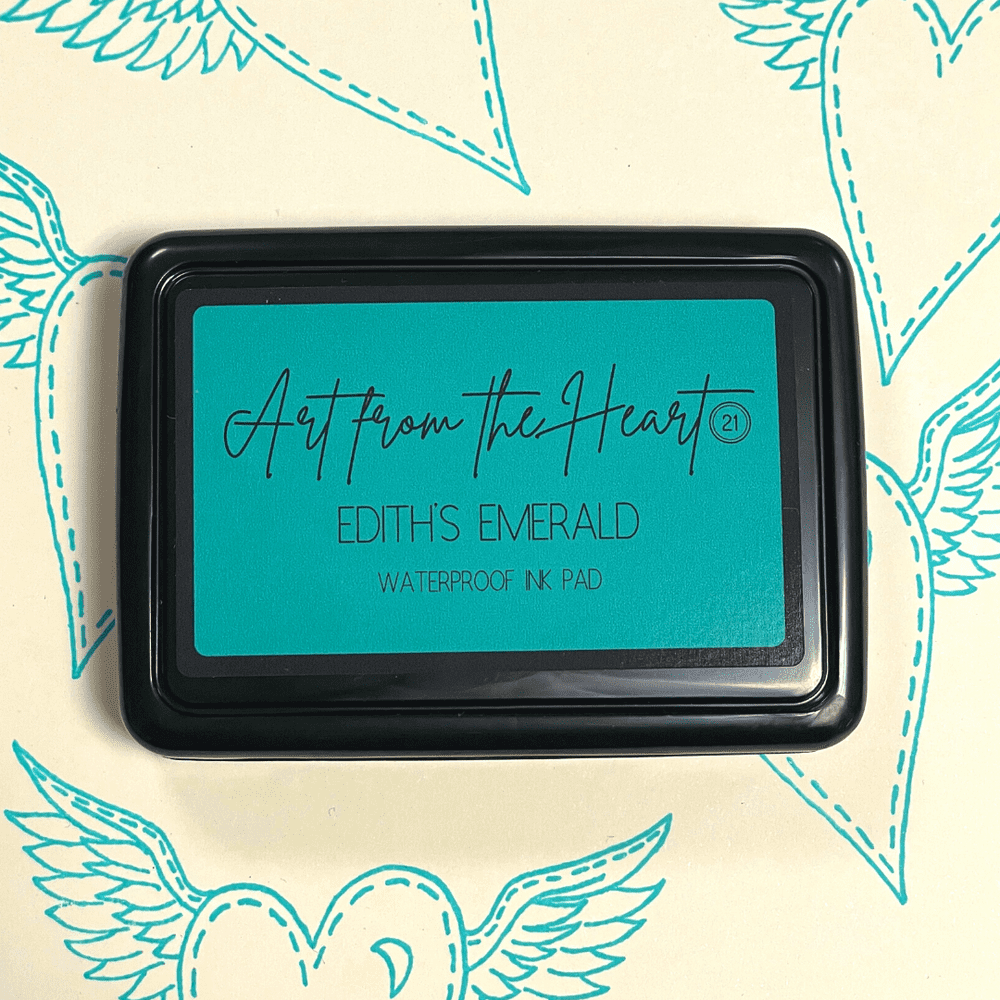 Art from the Heart 21
EDITH'S EMERALD
WATERPROOF INK PAD